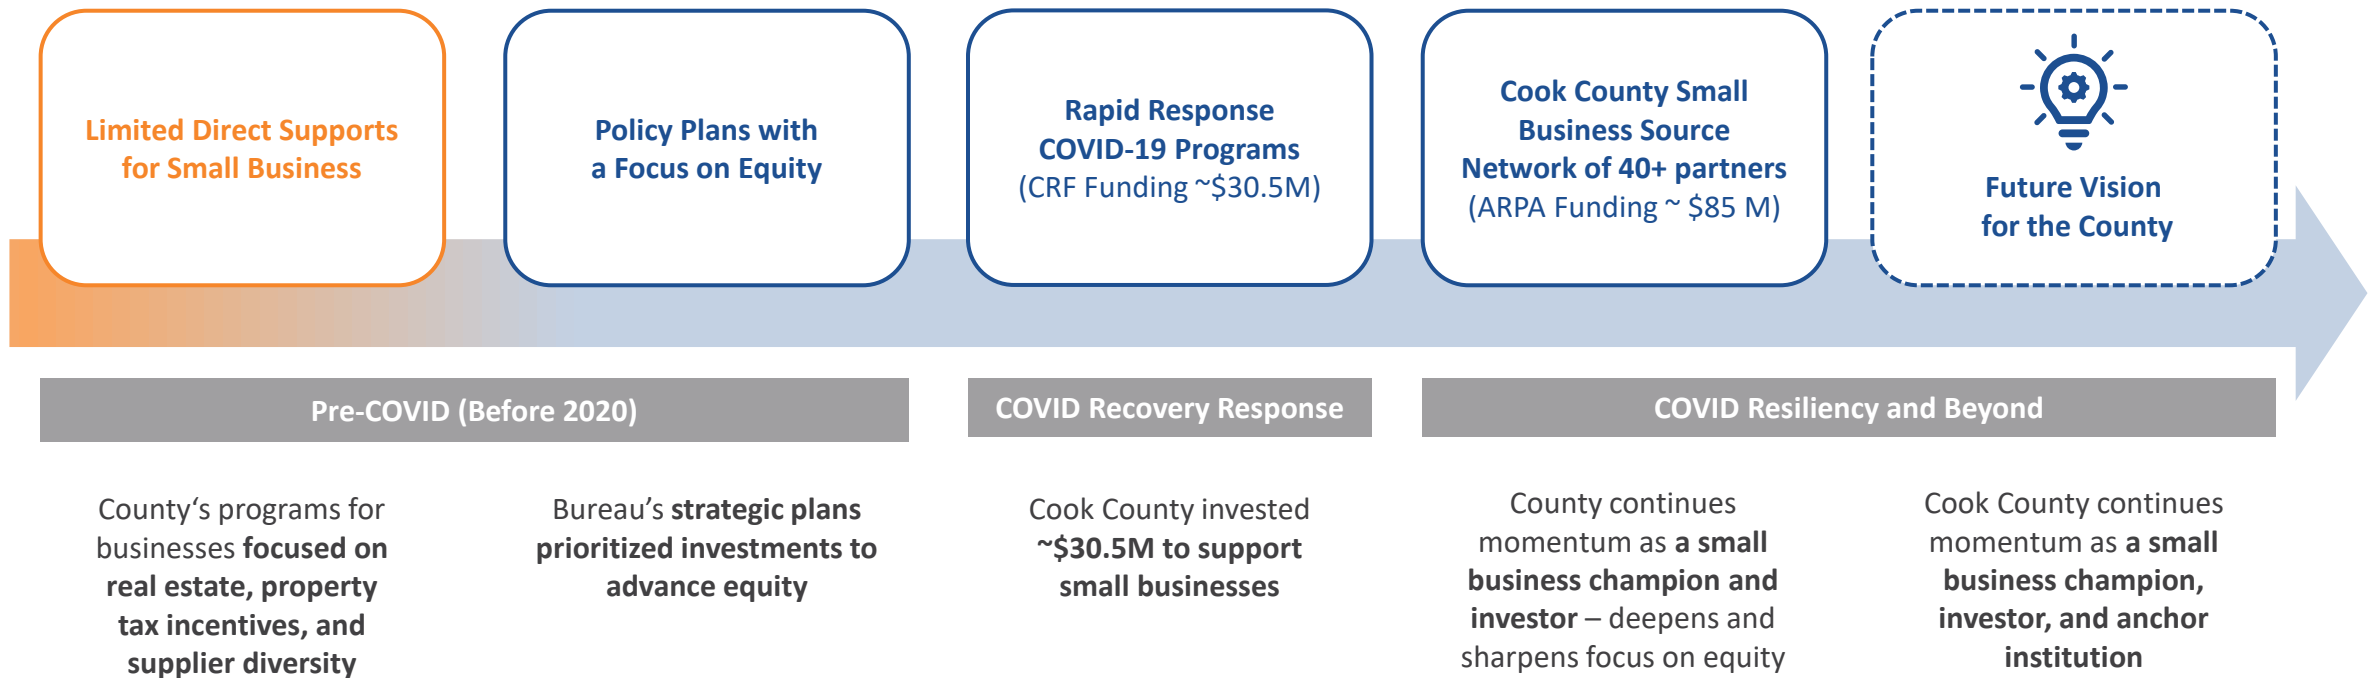 Limited Direct Supports
for Small Business
Policy Plans with
a Focus on Equity
Rapid Response
COVID-19 Programs
(CRF Funding ~$30.5M)
Cook County Small
Business Source
Network of 40+ partners
(ARPA Funding ~ $85 M)
Future Vision
for the County
Pre-COVID (Before 2020)
COVID Recovery Response
COVID Resiliency and Beyond
County‘s programs for
businesses focused on
real estate, property
tax incentives, and
supplier diversity
Bureau’s strategic plans
prioritized investments to
advance equity
Cook County invested
~$30.5M to support
small businesses
County continues
momentum as a small
business champion and
investor – deepens and
sharpens focus on equity
Cook County continues
momentum as a small
business champion,
investor, and anchor
institution